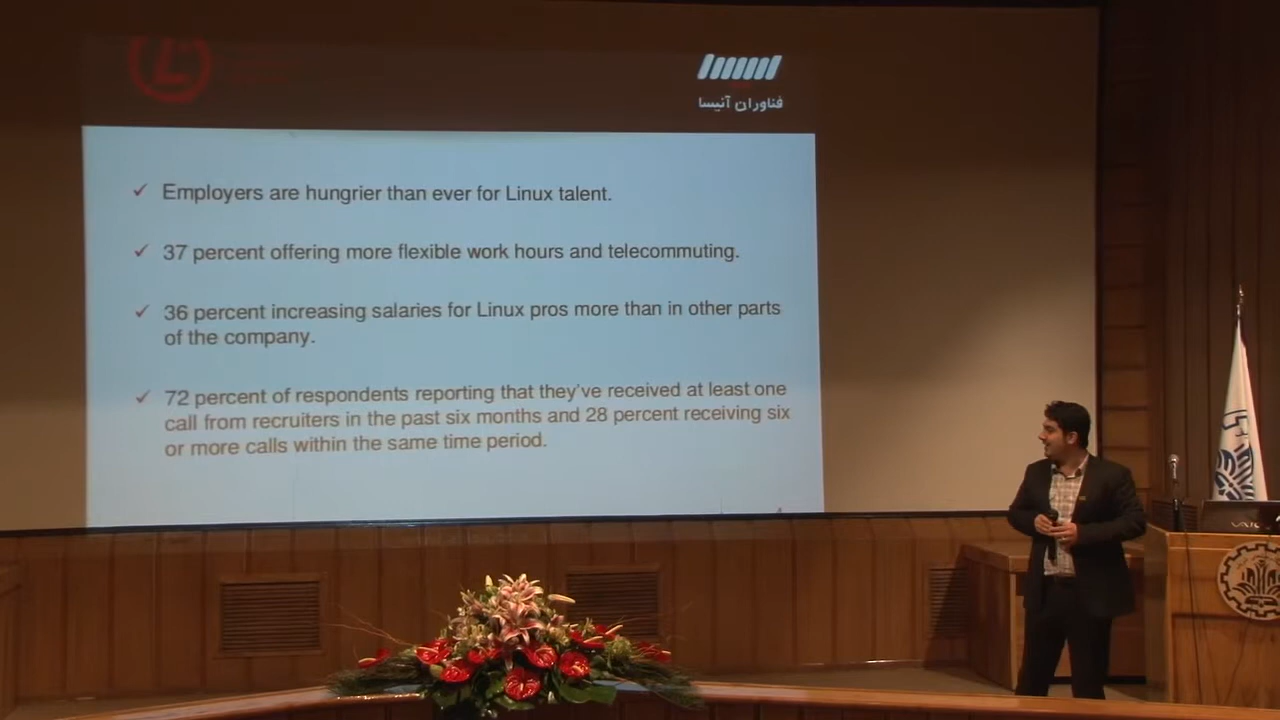 فناوران آنیسا
✓ Employers are hungrier than ever for Linux talent.
✓ 37 percent offering more flexible work hours and telecommuting.
✓ 36 percent increasing salaries for Linux pros more than in other parts
of the company.
✓ 72 percent of respondents reporting that they've received at least one
call from recruiters in the past six months and 28 percent receiving six
or more calls within the same time period.
VAIO